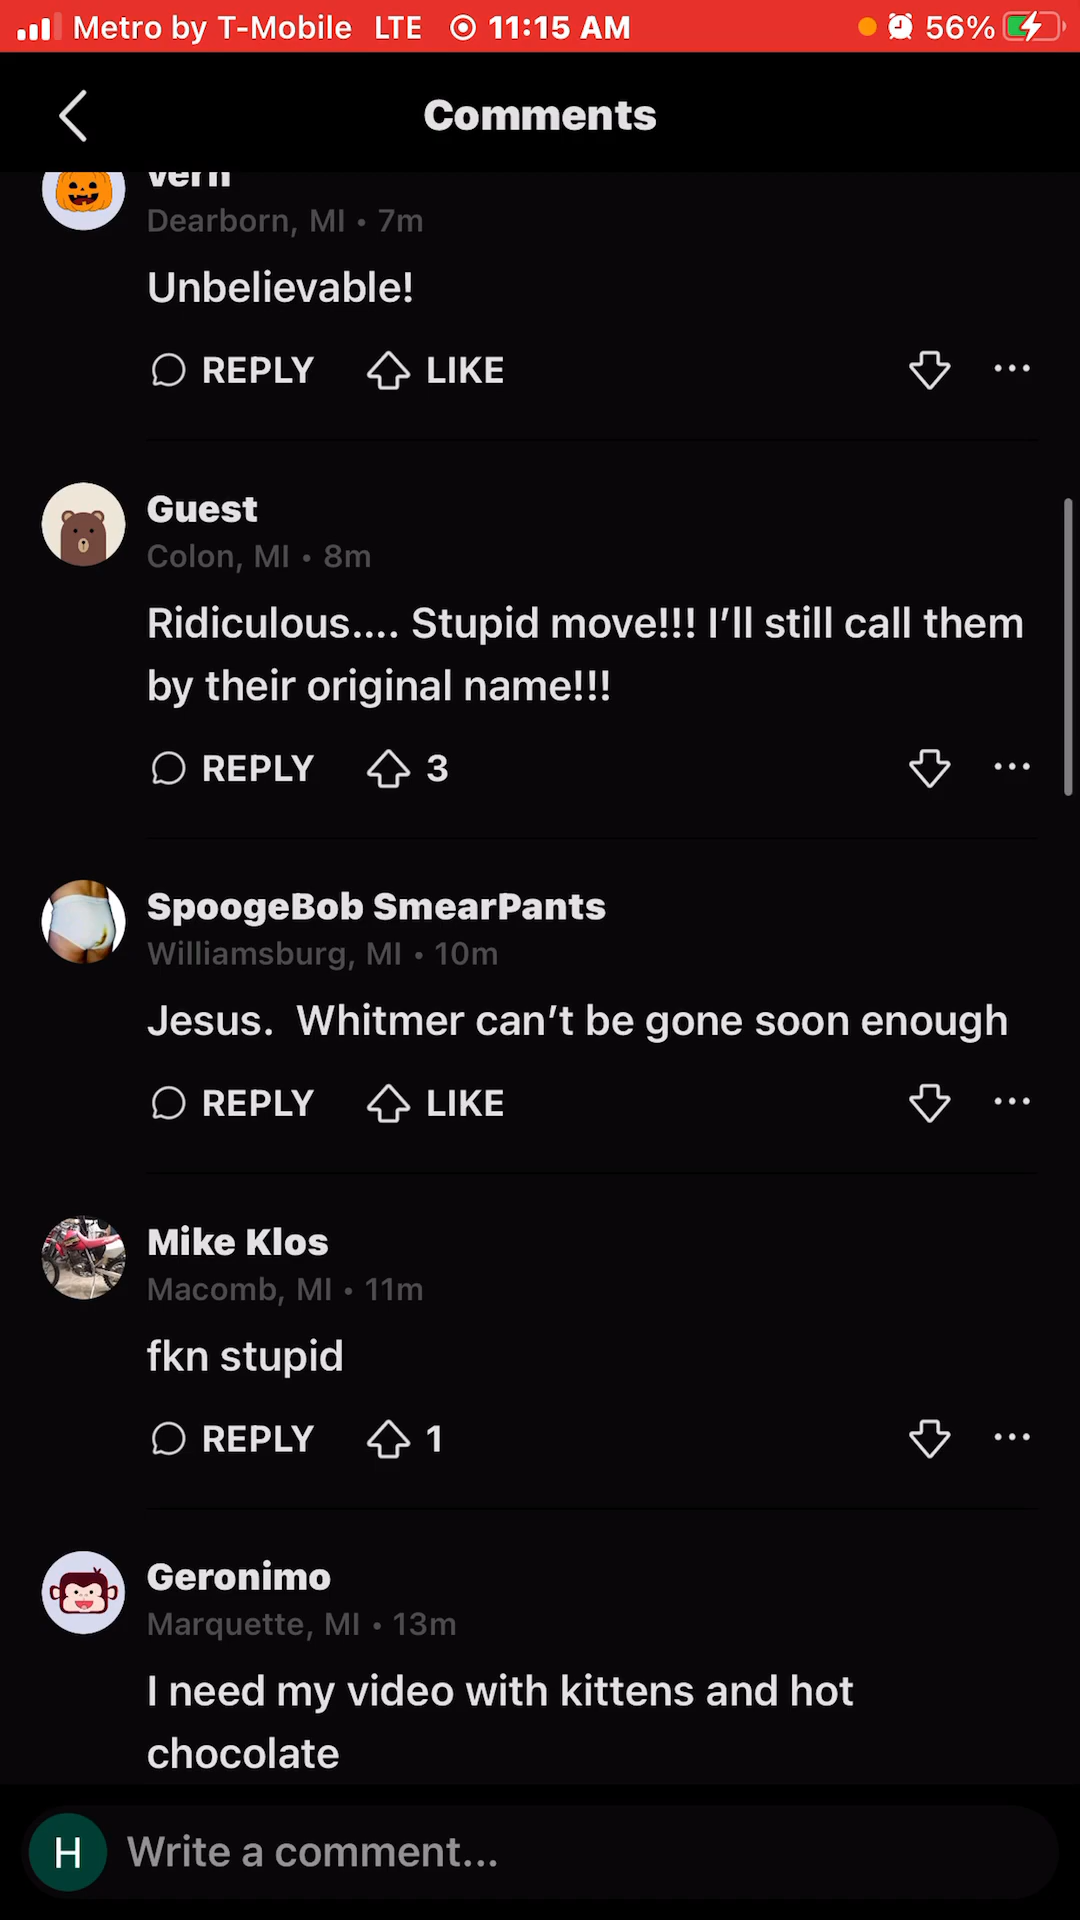 Metro by T-Mobile LTE 11:15 AM 56%
Comments
Vern
Dearborn, MI • 7m
Unbelievable!
REPLY LIKE
Guest
Colon, MI • 8m
Ridiculous.... Stupid move!!! I'll still call them
by their original name!!!
REPLY 3
SpoogeBob SmearPants
Williamsburg, MI • 10m
Jesus.  Whitmer can't be gone soon enough
REPLY LIKE
Mike Klos
Macomb, MI • 11m
fkn stupid
REPLY 1
Geronimo
Marquette, MI • 13m
I need my video with kittens and hot
chocolate
H Write a comment...